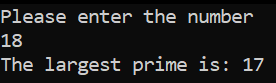 Please enter the number
18
The largest prime is: 17